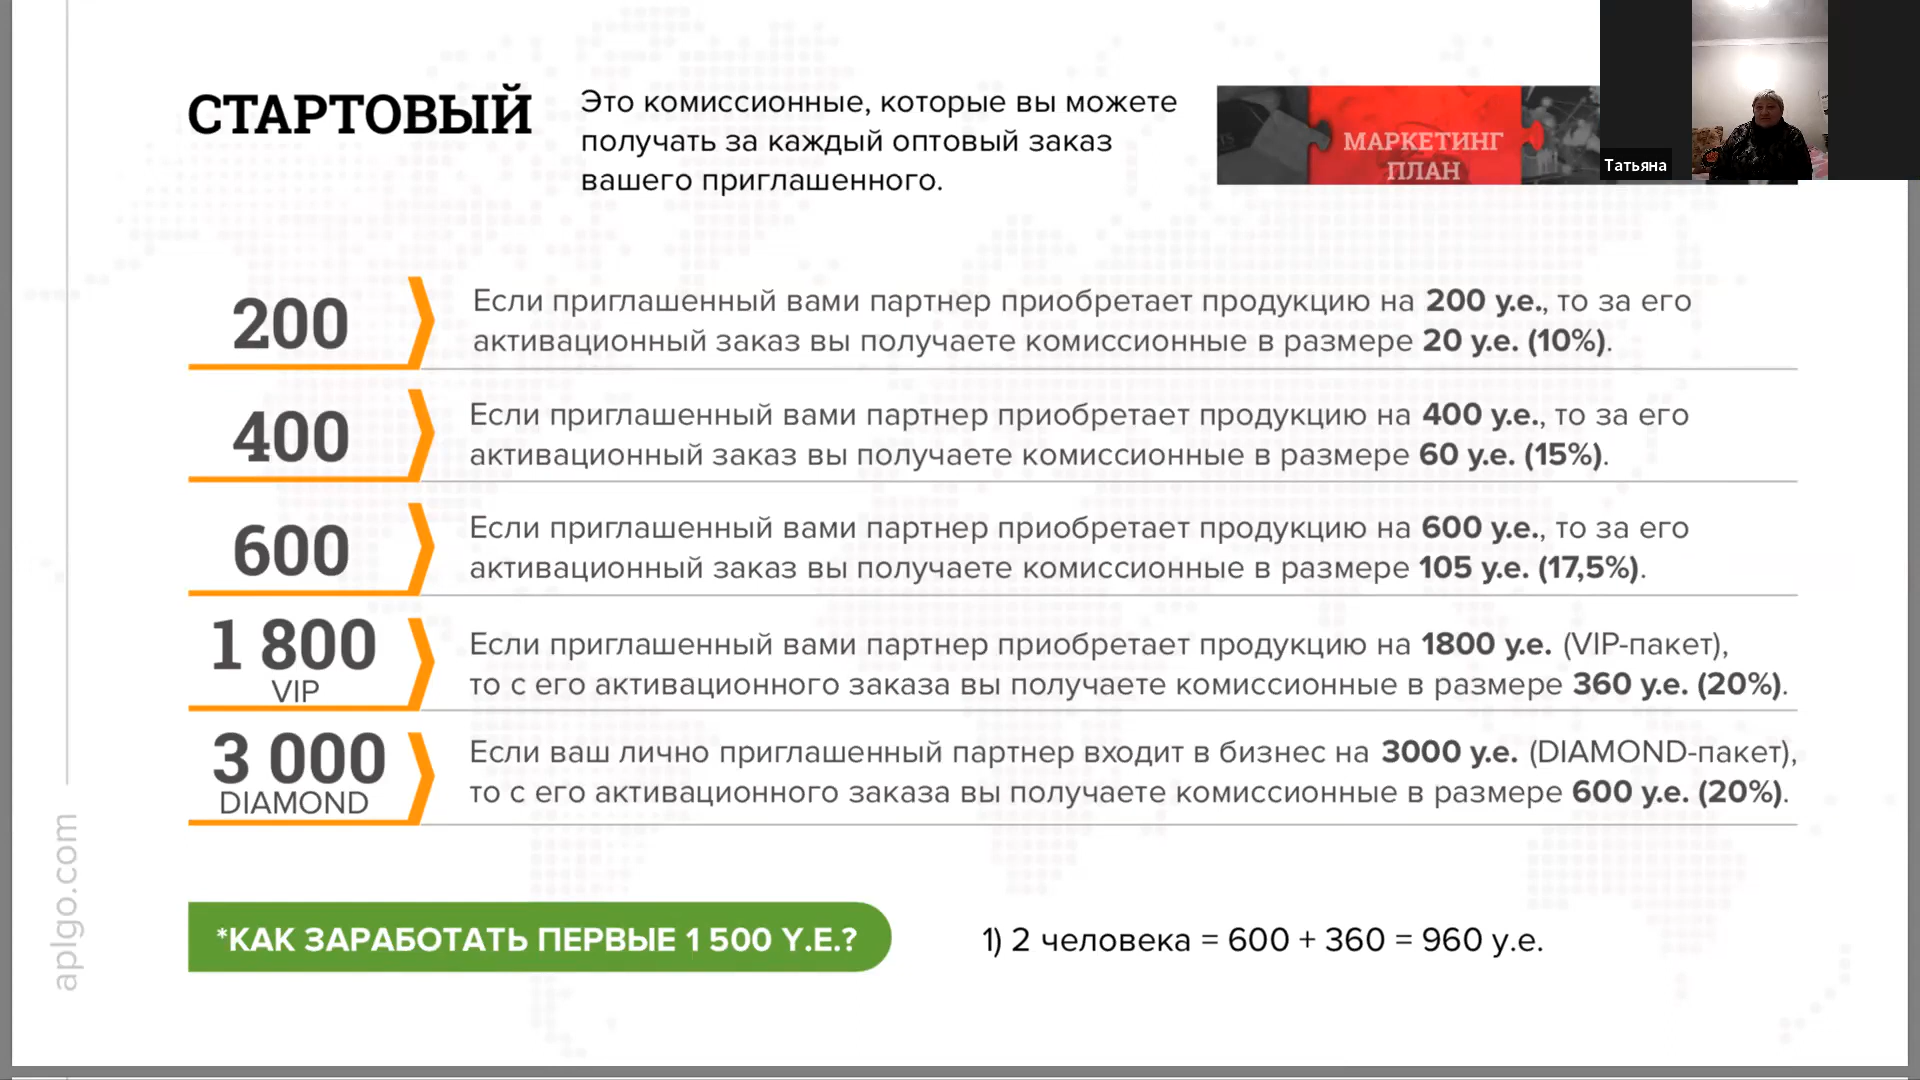 СТАРТОВЫЙ
Это комиссионные, которые вы можете
получать за каждый оптовый заказ
вашего приглашенного.
МАРКЕТИНГ
ПЛАН
Татьяна
200
Если приглашенный вами партнер приобретает продукцию на 200 у.е., то за его
активационный заказ вы получаете комиссионные в размере 20 у.е. (10%).
400
Если приглашенный вами партнер приобретает продукцию на 400 у.е., то за его
активационный заказ вы получаете комиссионные в размере 60 у.е. (15%).
600
Если приглашенный вами партнер приобретает продукцию на 600 у.е., то за его
активационный заказ вы получаете комиссионные в размере 105 у.е. (17,5%).
1 800
VIP
Если приглашенный вами партнер приобретает продукцию на 1800 у.е. (VIP-пакет),
то с его активационного заказа вы получаете комиссионные в размере 360 у.е. (20%).
3 000
DIAMOND
Если ваш лично приглашенный партнер входит в бизнес на 3000 у.е. (DIAMOND-пакет),
то с его активационного заказа вы получаете комиссионные в размере 600 у.е. (20%).
*КАК ЗАРАБОТАТЬ ПЕРВЫЕ 1 500 У.Е.?
1) 2 человека = 600 + 360 = 960 у.е.
aplgo.com